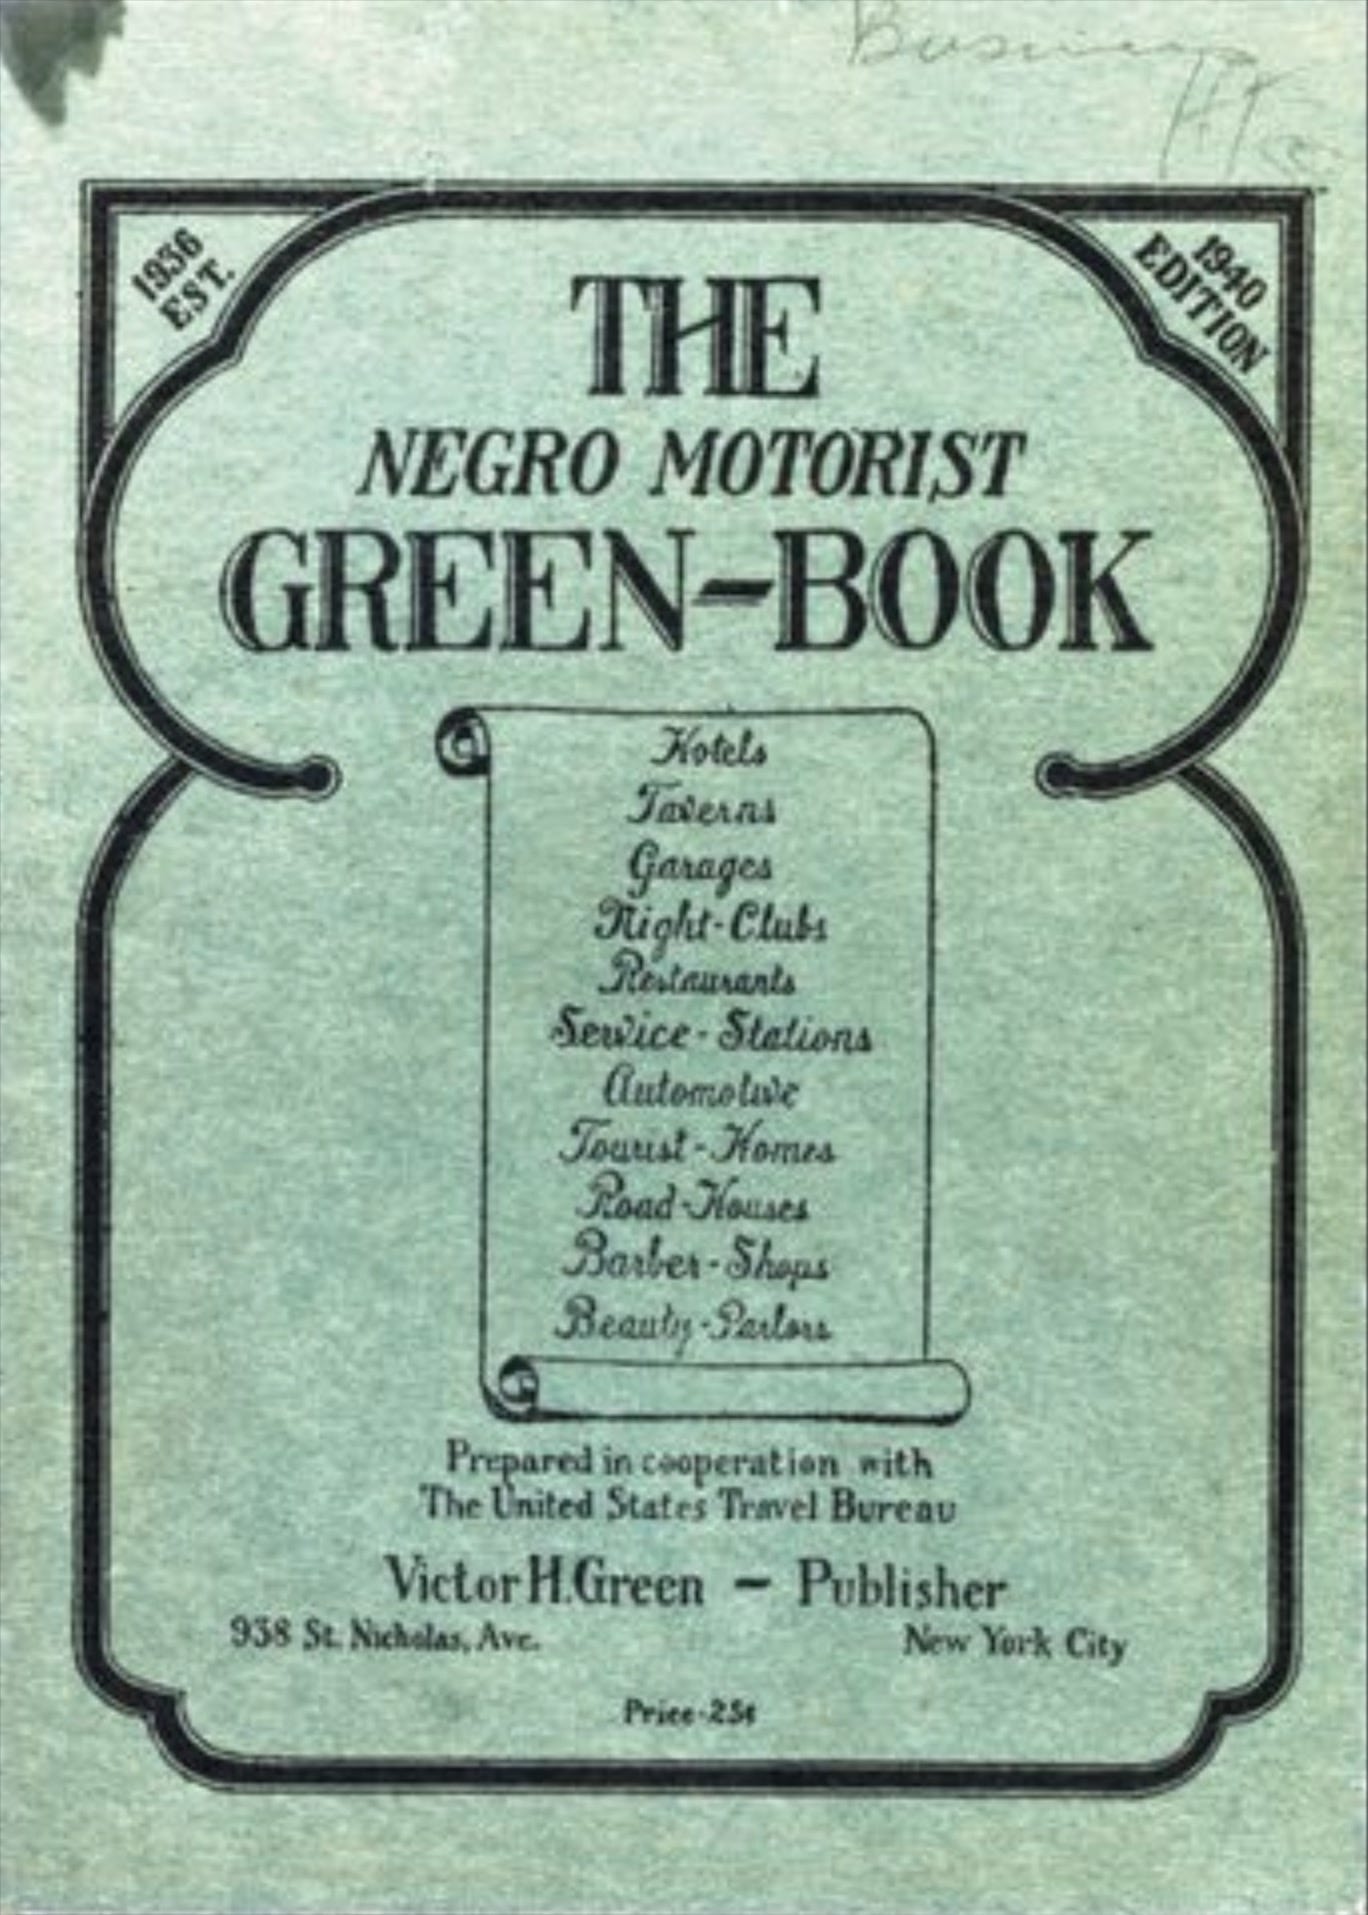 Business
1936
EST.
1940
EDITION
THE
NEGRO MOTORIST
GREEN-BOOK
Hotels
Taverns
Garages
Night-Clubs
Restaurants
Service-Stations
Automotive
Tourist-Homes
Road-Houses
Barber-Shops
Beauty-Parlors
Prepared in cooperation with
The United States Travel Bureau
Victor H. Green - Publisher
938 St. Nicholas, Ave. New York City
Price-25¢